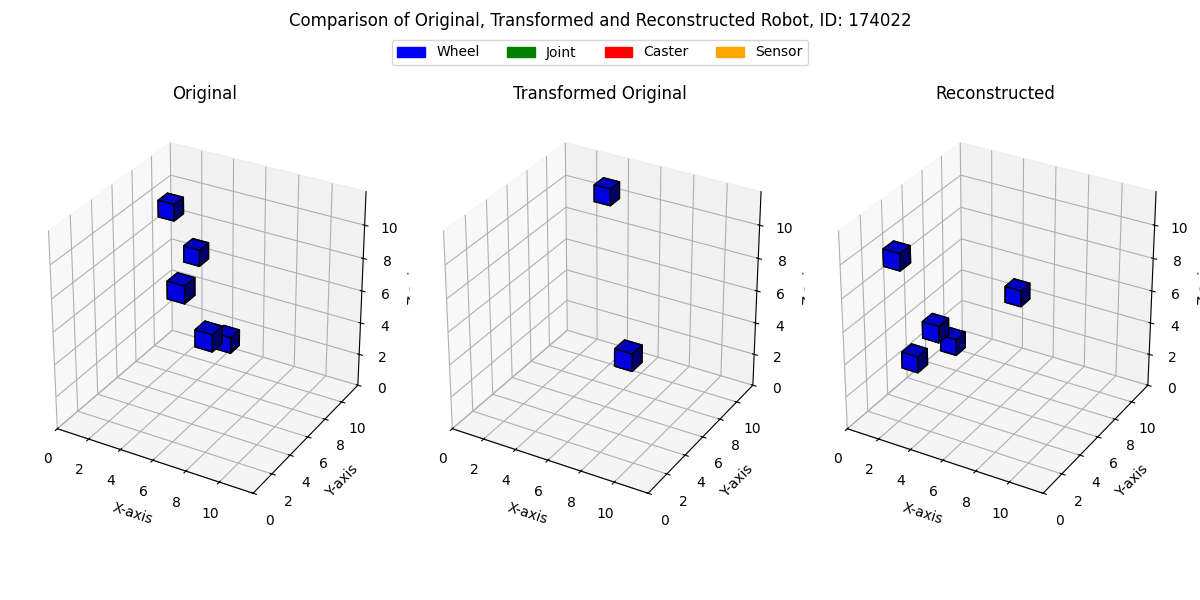 Comparison of Original, Transformed and Reconstructed Robot, ID: 174022
Wheel Joint Caster Sensor
Original
Transformed Original
Reconstructed
0 2 4 6 8 10
X-axis
0 2 4 6 8 10
Y-axis
0 2 4 6 8 10
0 2 4 6 8 10
X-axis
0 2 4 6 8 10
Y-axis
0 2 4 6 8 10
0 2 4 6 8 10
X-axis
0 2 4 6 8 10
Y-axis
0 2 4 6 8 10